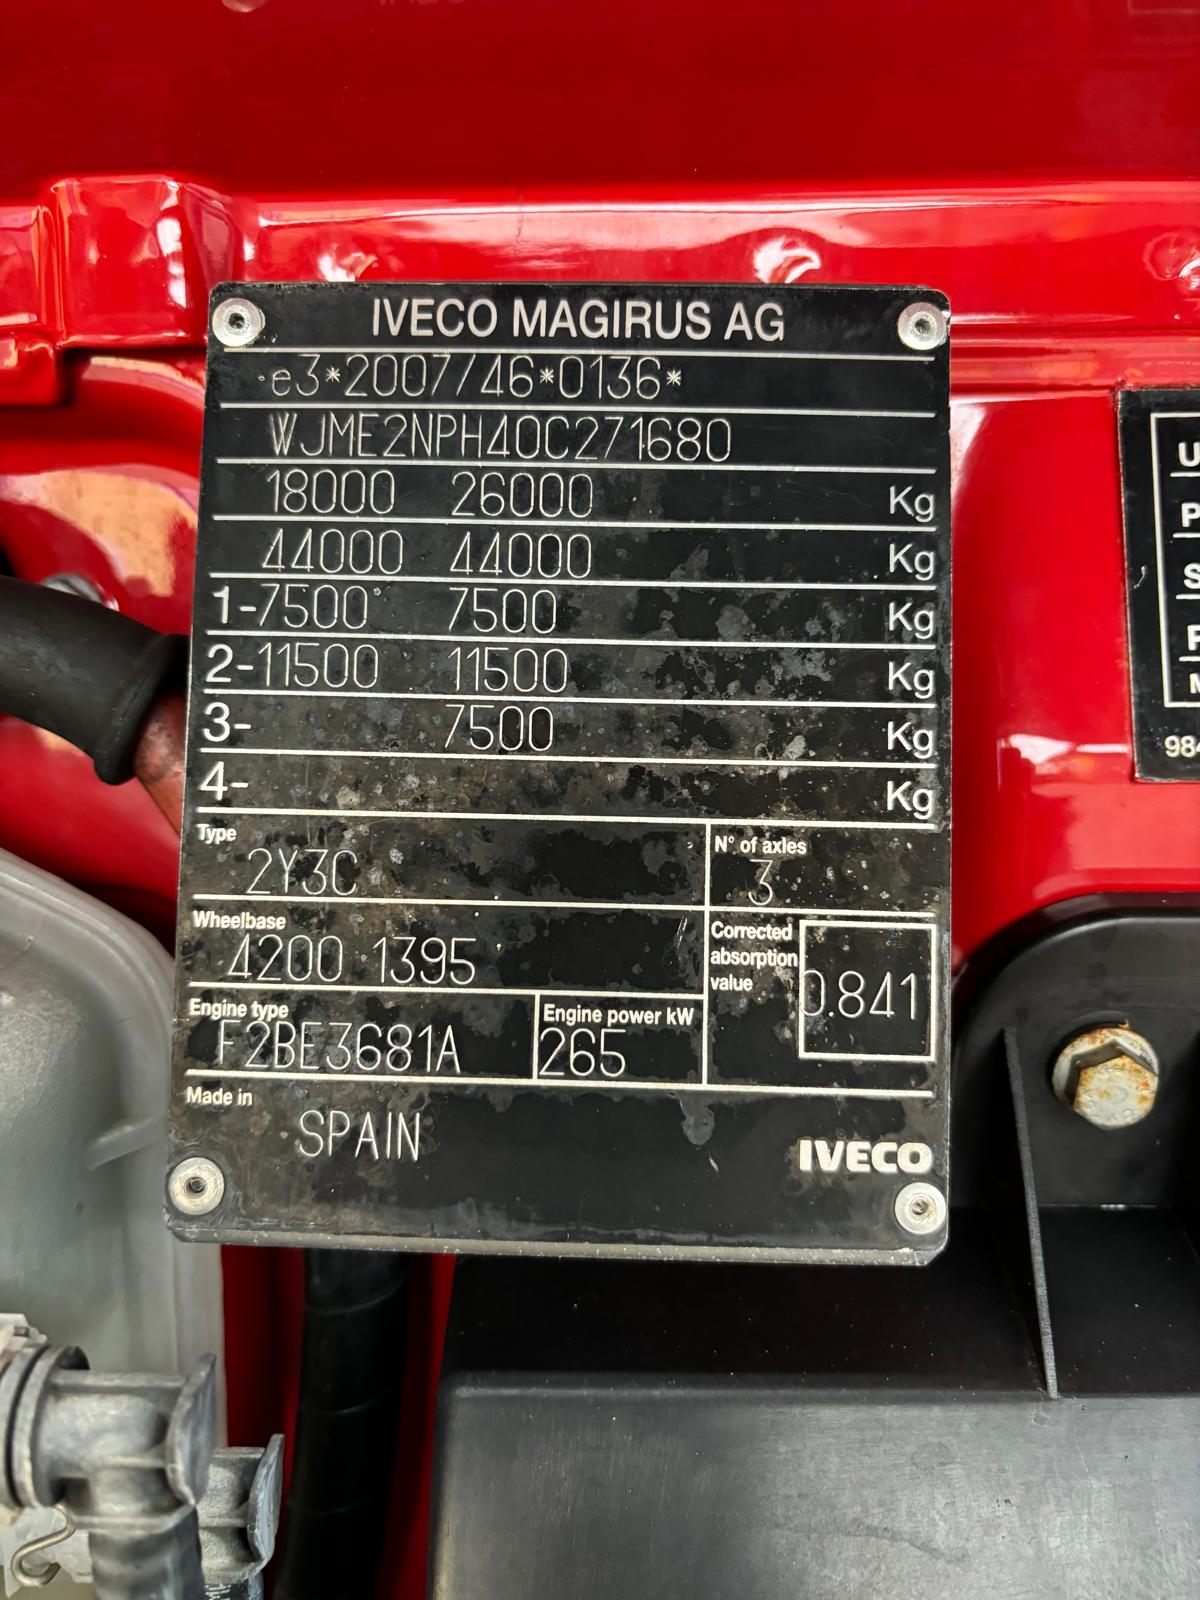 IVECO MAGIRUS AG
e3*2007/46*0136*
WJME2NPH40C271680
18000 26000 Kg
44000 44000 Kg
1-7500 7500 Kg
2-11500 11500 Kg
3- 7500 Kg
4- Kg
Type
2Y3C
N° of axles
3
Wheelbase
4200 1395
Corrected
absorption
value
0.841
Engine type
F2BE3681A
Engine power kW
265
Made in
SPAIN
IVECO
U
P
S
F
M
984